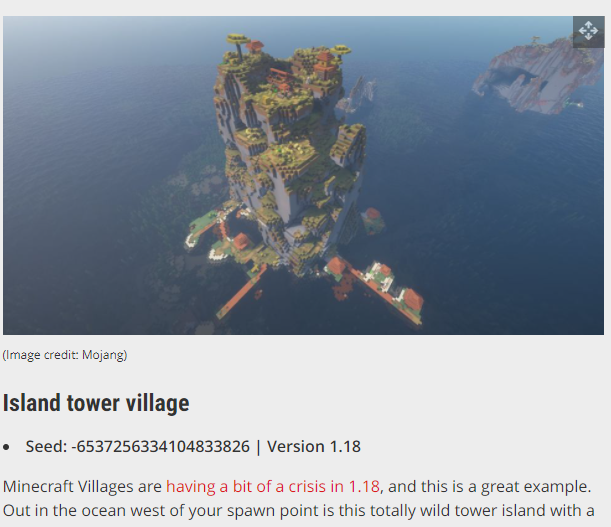 (Image credit: Mojang)
Island tower village
• Seed: -6537256334104833826 | Version 1.18
Minecraft Villages are having a bit of a crisis in 1.18, and this is a great example.
Out in the ocean west of your spawn point is this totally wild tower island with a